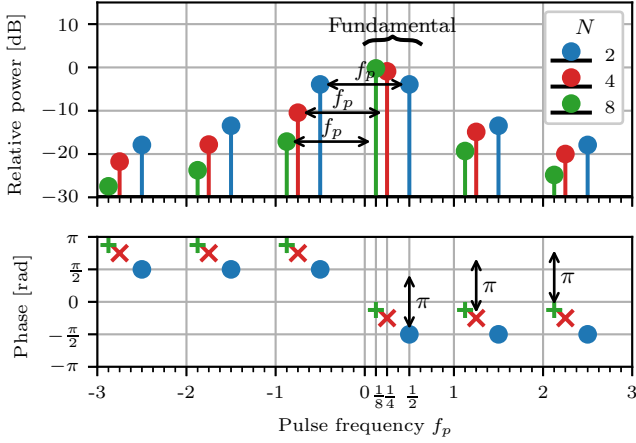 Fundamental
N
2
4
8
Relative power [dB]
10
0
−10
−20
−30
f_p
f_p
f_p
Phase [rad]
π
π/2
0
−π/2
−π
π
π
π
-3
-2
-1
0
1/8
1/4
1/2
1
2
3
Pulse frequency f_p